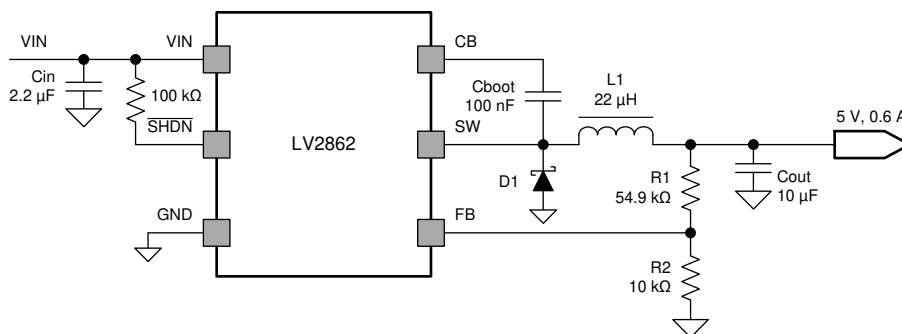 VIN
VIN
CB
Cin
2.2 µF
100 kΩ
SHDN
LV2862
Cboot
100 nF
L1
22 µH
SW
5 V, 0.6 A
D1
R1
54.9 kΩ
Cout
10 µF
GND
FB
R2
10 kΩ